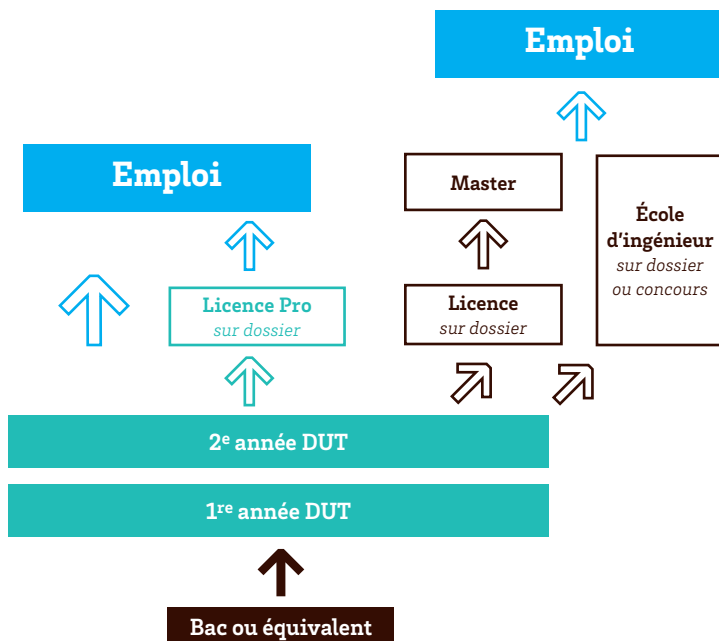 Emploi
Emploi
Master
École
d'ingénieur
sur dossier
ou concours
Licence Pro
sur dossier
Licence
sur dossier
2e année DUT
1re année DUT
Bac ou équivalent